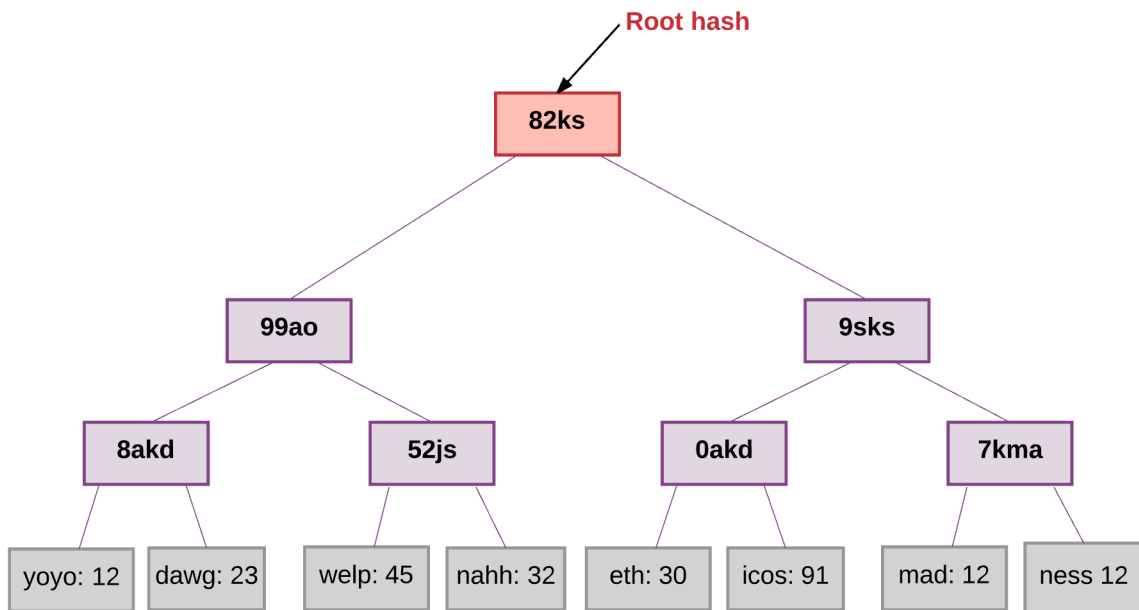 Root hash
82ks
99ao
9sks
8akd
52js
0akd
7kma
yoyo: 12
dawg: 23
welp: 45
nahh: 32
eth: 30
icos: 91
mad: 12
ness 12